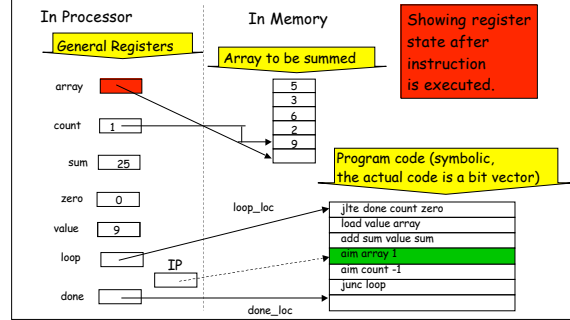 In Processor
In Memory
Showing register
state after
instruction
is executed.
General Registers
Array to be summed
array
5
3
6
2
9
count
1
sum
25
Program code (symbolic,
the actual code is a bit vector)
zero
0
value
9
loop_loc
jlte done count zero
load value array
add sum value sum
aim array 1
aim count -1
junc loop
loop
IP
done
done_loc